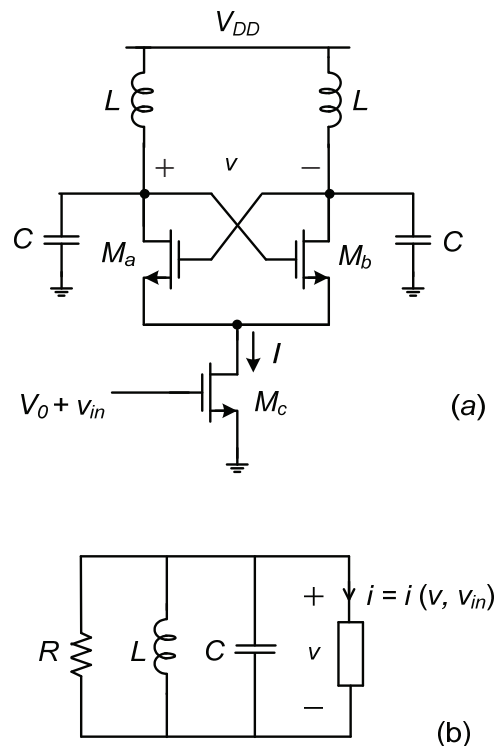 V_DD
L L
+ v −
C M_a M_b C
I
V_0 + v_in M_c (a)
+ i = i (v, v_in)
R L C v
−
(b)